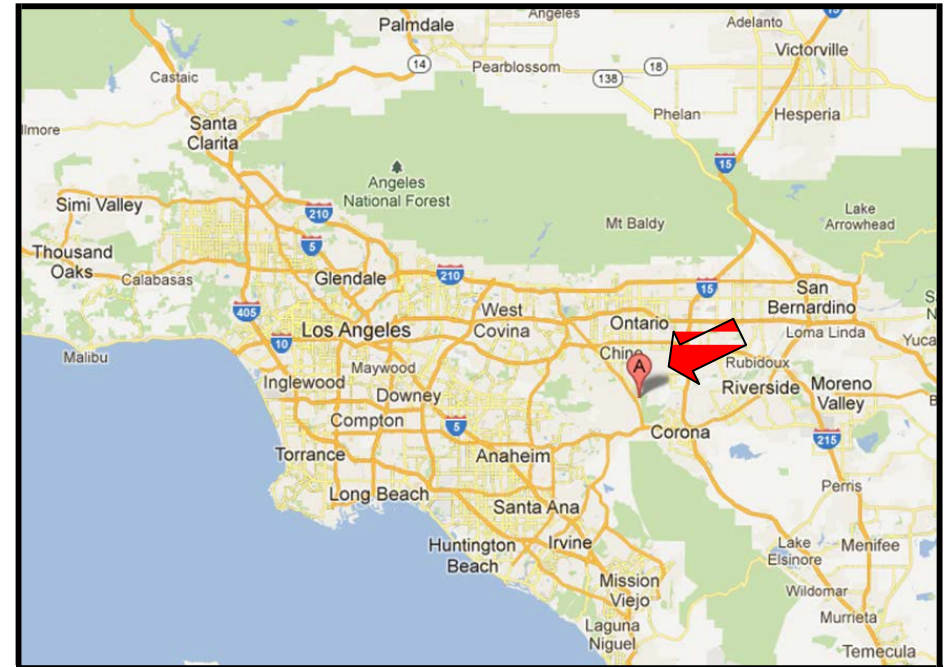 Angeles
Palmdale
Adelanto
15
Victorville
14
Pearblossom
138
18
Castaic
Phelan
Hesperia
Santa
Clarita
llmore
15
Angeles
National Forest
Simi Valley
210
Mt Baldy
Lake
Arrowhead
5
Thousand
Oaks
Calabasas
Glendale
210
15
San
Bernardino
405
West
Covina
Los Angeles
Ontario
Loma Linda
10
Yuca
Malibu
Maywood
Chino
A
Rubidoux
Inglewood
Downey
Riverside
Moreno
Valley
Compton
5
Corona
215
Torrance
Anaheim
Long Beach
Perris
Santa Ana
Huntington
Beach
Irvine
Lake
Elsinore
Menifee
Mission
Viejo
Wildomar
Murrieta
Laguna
Niguel
Temecula